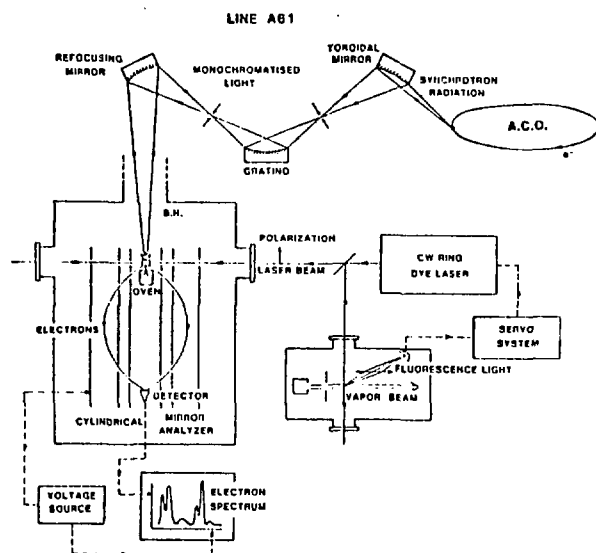 LINE A61
REFOCUSING
MIRROR
MONOCHROMATISED
LIGHT
TOROIDAL
MIRROR
SYNCHROTRON
RADIATION
A.C.O.
e-
GRATING
B.H.
POLARIZATION
LASER BEAM
CW RING
DYE LASER
OVEN
ELECTRONS
SERVO
SYSTEM
FLUORESCENCE LIGHT
VAPOR BEAM
DETECTOR
CYLINDRICAL
MIRROR
ANALYZER
VOLTAGE
SOURCE
ELECTRON
SPECTRUM